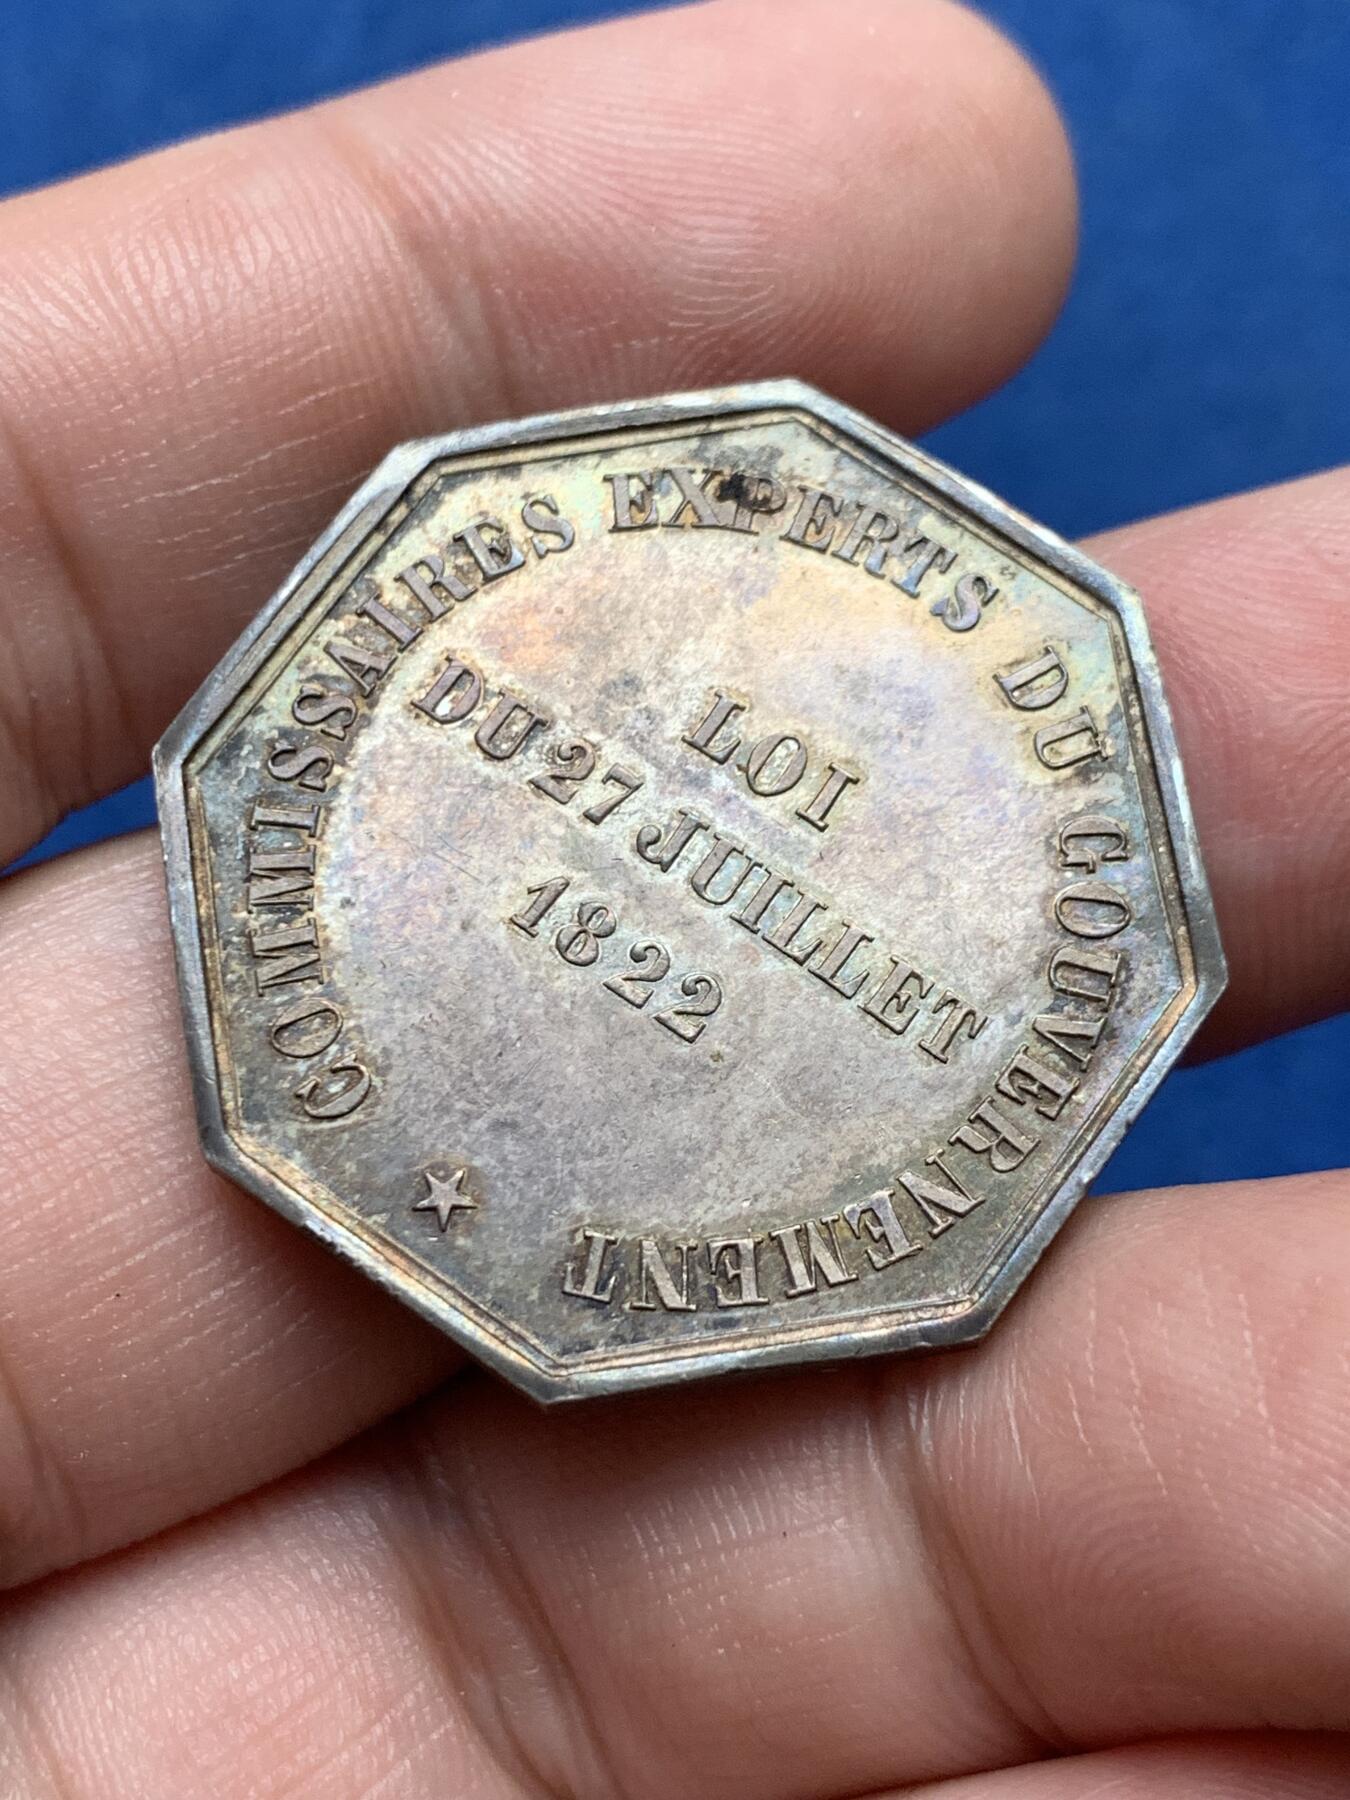 COMMISSAIRES EXPERTS DU GOUVERNEMENT
LOI
DU 27 JUILLET
1822